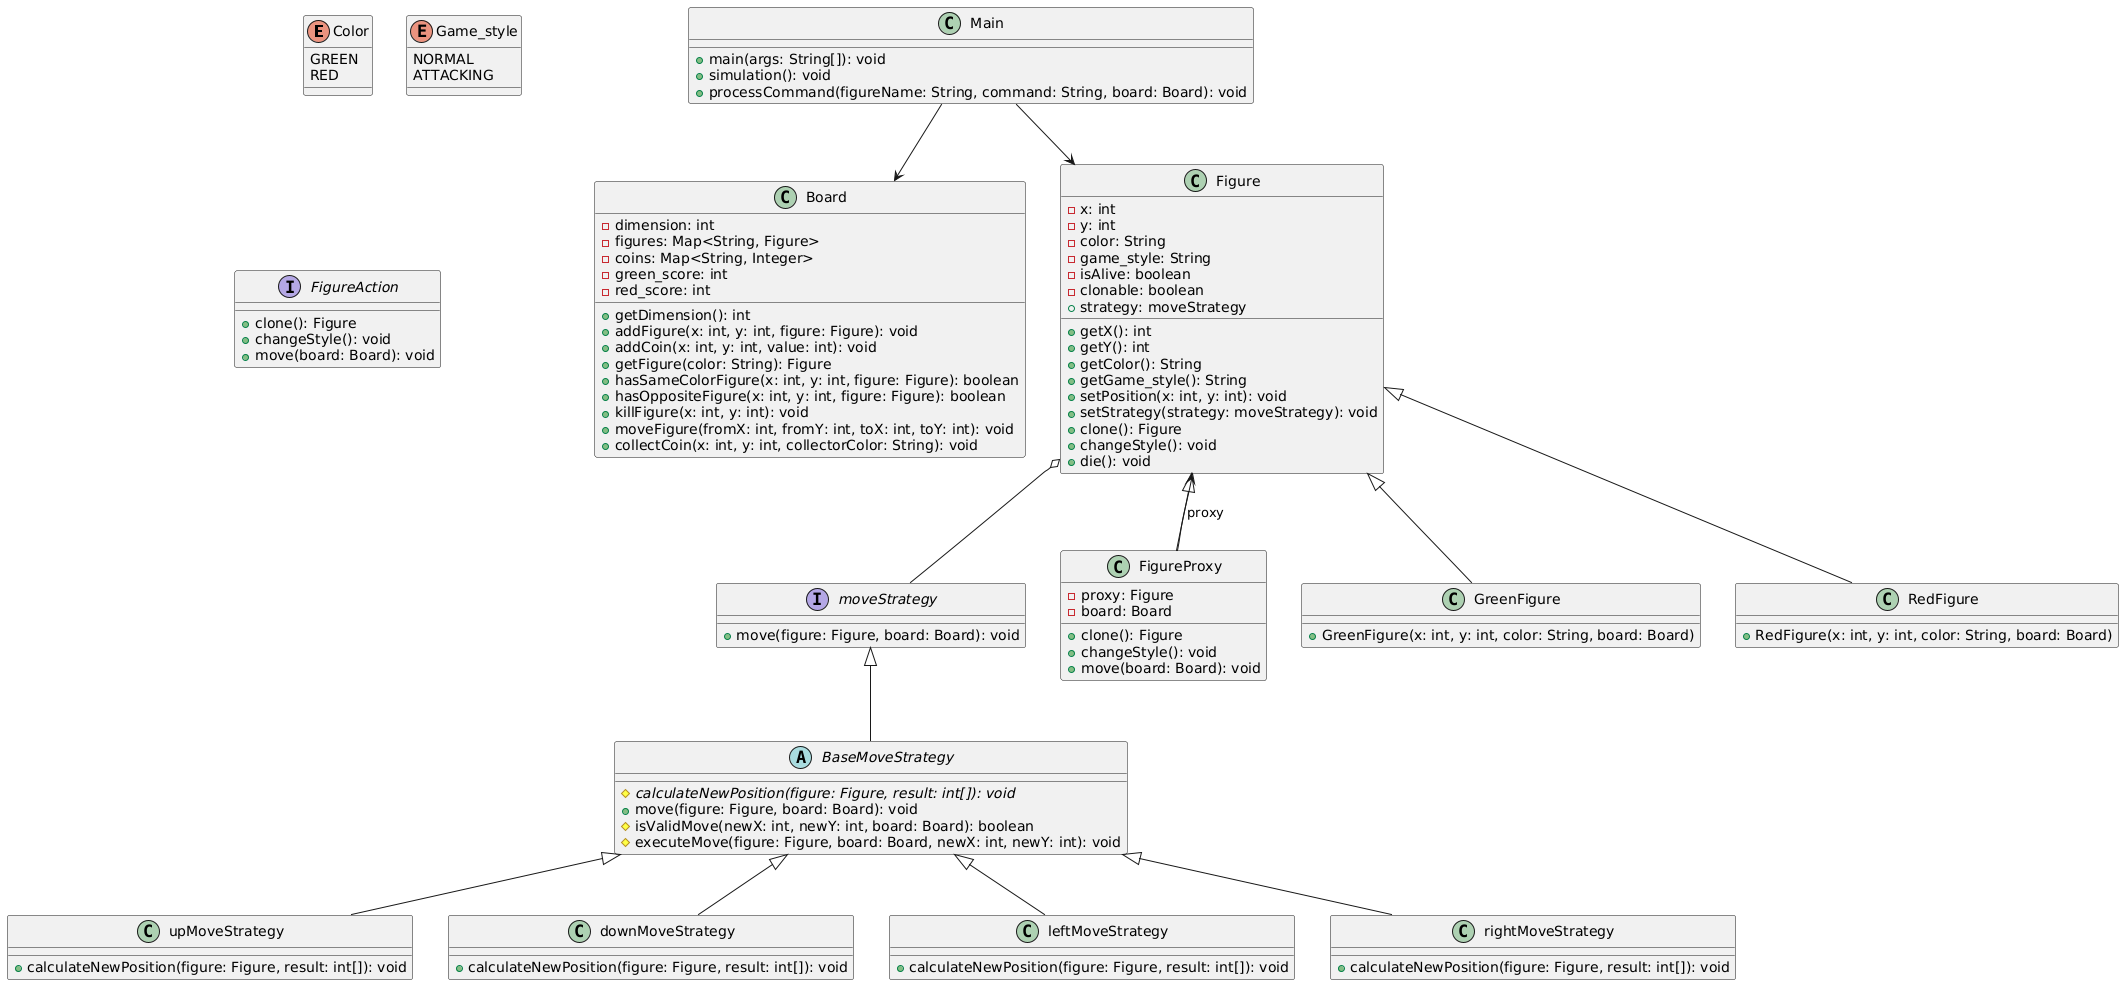 E Color
GREEN
RED
E Game_style
NORMAL
ATTACKING
C Main
main(args: String[]): void
simulation(): void
processCommand(figureName: String, command: String, board: Board): void
I FigureAction
clone(): Figure
changeStyle(): void
move(board: Board): void
C Board
dimension: int
figures: Map<String, Figure>
coins: Map<String, Integer>
green_score: int
red_score: int
getDimension(): int
addFigure(x: int, y: int, figure: Figure): void
addCoin(x: int, y: int, value: int): void
getFigure(color: String): Figure
hasSameColorFigure(x: int, y: int, figure: Figure): boolean
hasOppositeFigure(x: int, y: int, figure: Figure): boolean
killFigure(x: int, y: int): void
moveFigure(fromX: int, fromY: int, toX: int, toY: int): void
collectCoin(x: int, y: int, collectorColor: String): void
C Figure
x: int
y: int
color: String
game_style: String
isAlive: boolean
clonable: boolean
strategy: moveStrategy
getX(): int
getY(): int
getColor(): String
getGame_style(): String
setPosition(x: int, y: int): void
setStrategy(strategy: moveStrategy): void
clone(): Figure
changeStyle(): void
die(): void
proxy
I moveStrategy
move(figure: Figure, board: Board): void
C FigureProxy
proxy: Figure
board: Board
clone(): Figure
changeStyle(): void
move(board: Board): void
C GreenFigure
GreenFigure(x: int, y: int, color: String, board: Board)
C RedFigure
RedFigure(x: int, y: int, color: String, board: Board)
A BaseMoveStrategy
calculateNewPosition(figure: Figure, result: int[]): void
move(figure: Figure, board: Board): void
isValidMove(newX: int, newY: int, board: Board): boolean
executeMove(figure: Figure, board: Board, newX: int, newY: int): void
C upMoveStrategy
calculateNewPosition(figure: Figure, result: int[]): void
C downMoveStrategy
calculateNewPosition(figure: Figure, result: int[]): void
C leftMoveStrategy
calculateNewPosition(figure: Figure, result: int[]): void
C rightMoveStrategy
calculateNewPosition(figure: Figure, result: int[]): void